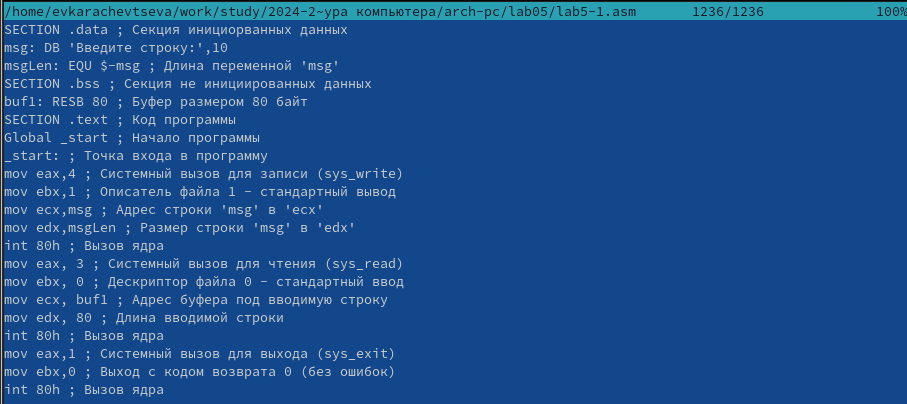 /home/evkarachevtseva/work/study/2024-2~ура компьютера/arch-pc/lab05/lab5-1.asm 1236/1236 100%
SECTION .data ; Секция инициорванных данных
msg: DB 'Введите строку:',10
msgLen: EQU $-msg ; Длина переменной 'msg'
SECTION .bss ; Секция не инициированных данных
buf1: RESB 80 ; Буфер размером 80 байт
SECTION .text ; Код программы
Global _start ; Начало программы
_start: ; Точка входа в программу
mov eax,4 ; Системный вызов для записи (sys_write)
mov ebx,1 ; Описатель файла 1 - стандартный вывод
mov ecx,msg ; Адрес строки 'msg' в 'ecx'
mov edx,msgLen ; Размер строки 'msg' в 'edx'
int 80h ; Вызов ядра
mov eax, 3 ; Системный вызов для чтения (sys_read)
mov ebx, 0 ; Дескриптор файла 0 - стандартный ввод
mov ecx, buf1 ; Адрес буфера под вводимую строку
mov edx, 80 ; Длина вводимой строки
int 80h ; Вызов ядра
mov eax,1 ; Системный вызов для выхода (sys_exit)
mov ebx,0 ; Выход с кодом возврата 0 (без ошибок)
int 80h ; Вызов ядра